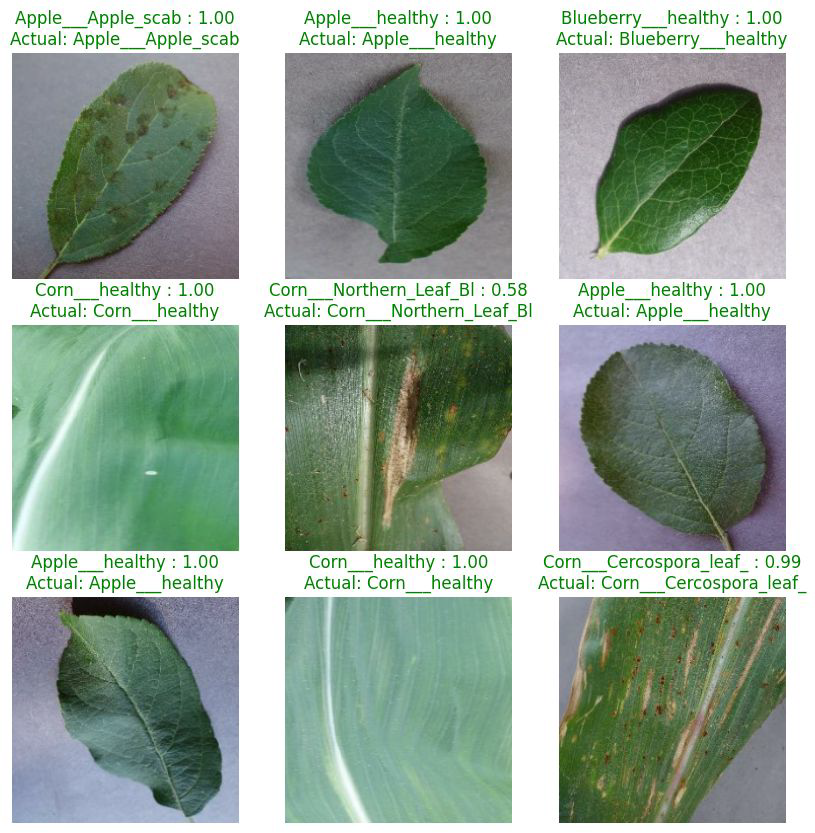 Apple___Apple_scab : 1.00
Actual: Apple___Apple_scab
Apple___healthy : 1.00
Actual: Apple___healthy
Blueberry___healthy : 1.00
Actual: Blueberry___healthy
Corn___healthy : 1.00
Actual: Corn___healthy
Corn___Northern_Leaf_Bl : 0.58
Actual: Corn___Northern_Leaf_Bl
Apple___healthy : 1.00
Actual: Apple___healthy
Apple___healthy : 1.00
Actual: Apple___healthy
Corn___healthy : 1.00
Actual: Corn___healthy
Corn___Cercospora_leaf_ : 0.99
Actual: Corn___Cercospora_leaf_